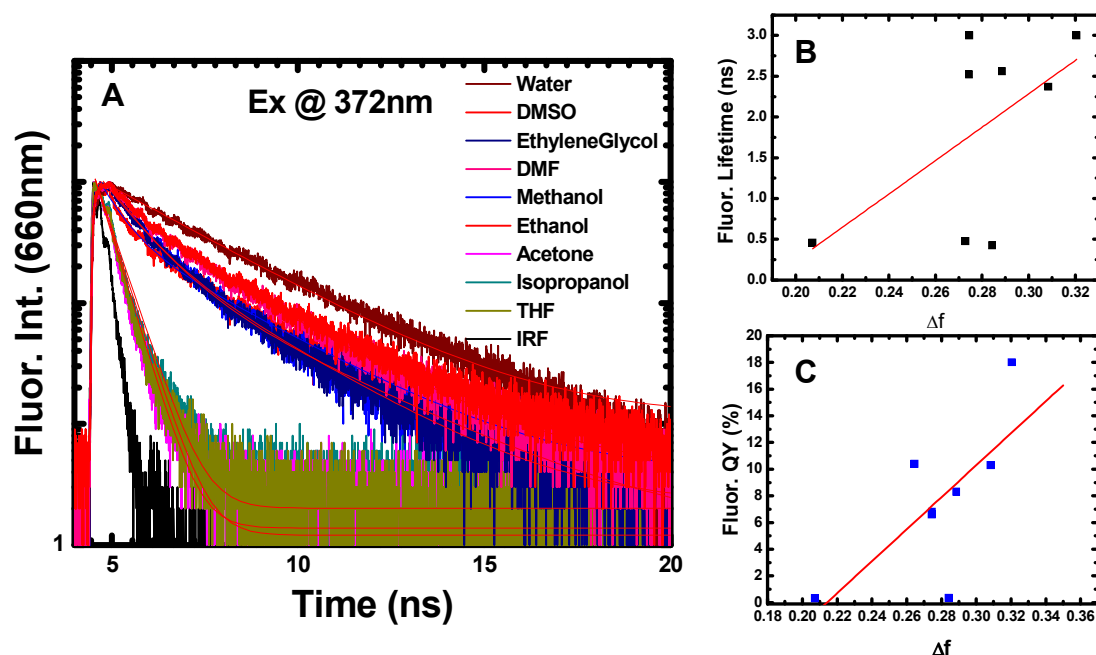 A
Ex @ 372nm
Water
DMSO
EthyleneGlycol
DMF
Methanol
Ethanol
Acetone
Isopropanol
THF
IRF
Fluor. Int. (660nm)
1
5
10
15
20
Time (ns)
B
Fluor. Lifetime (ns)
3.0
2.5
2.0
1.5
1.0
0.5
0.0
0.20 0.22 0.24 0.26 0.28 0.30 0.32
Δf
C
Fluor. QY (%)
20
18
16
14
12
10
8
6
4
2
0
0.18 0.20 0.22 0.24 0.26 0.28 0.30 0.32 0.34 0.36
Δf